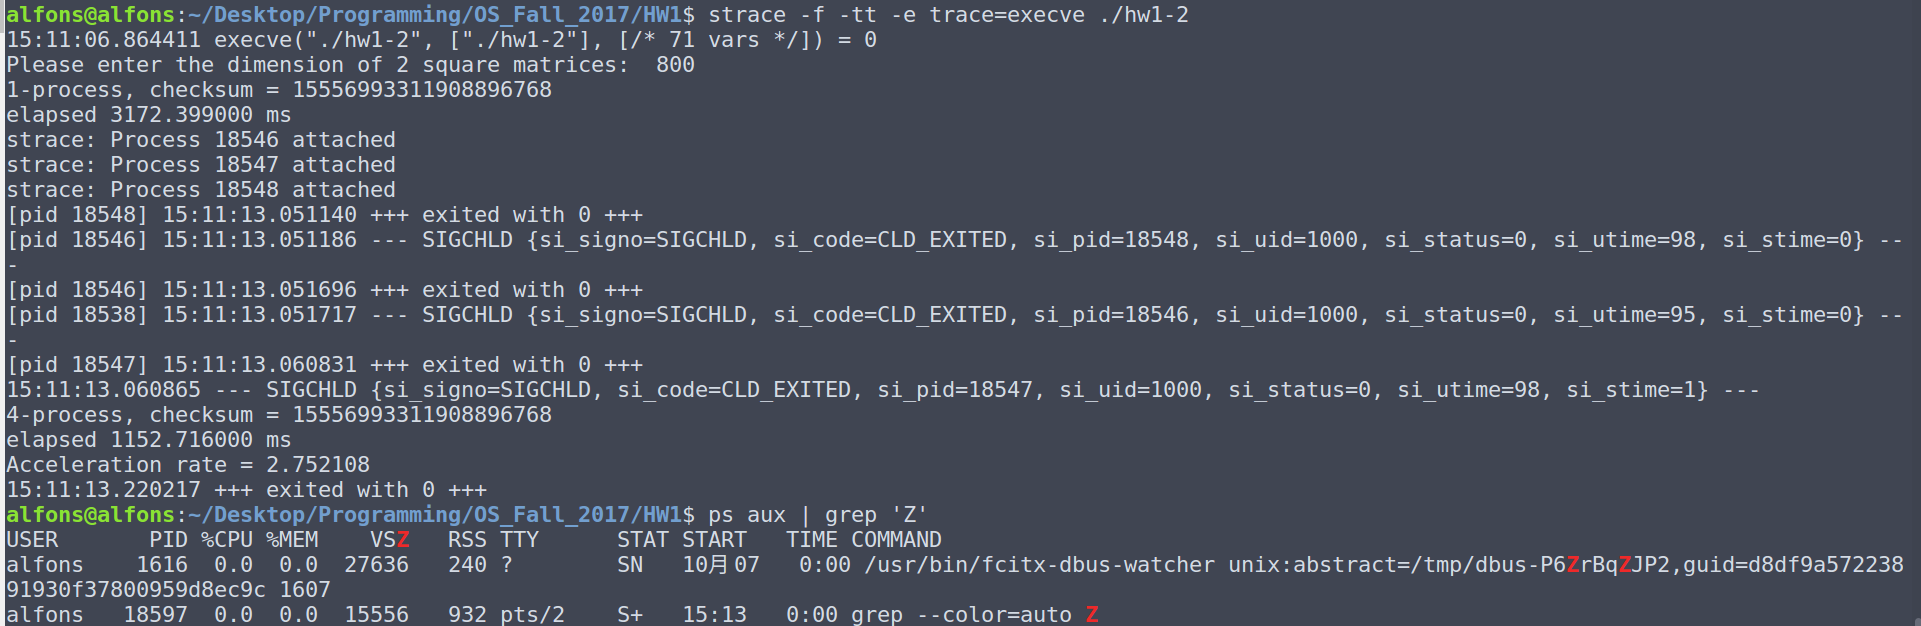 alfons@alfons:~/Desktop/Programming/OS_Fall_2017/HW1$ strace -f -tt -e trace=execve ./hw1-2
15:11:06.864411 execve("./hw1-2", ["./hw1-2"], [/* 71 vars */]) = 0
Please enter the dimension of 2 square matrices:  800
1-process, checksum = 15556993311908896768
elapsed 3172.399000 ms
strace: Process 18546 attached
strace: Process 18547 attached
strace: Process 18548 attached
[pid 18548] 15:11:13.051140 +++ exited with 0 +++
[pid 18546] 15:11:13.051186 --- SIGCHLD {si_signo=SIGCHLD, si_code=CLD_EXITED, si_pid=18548, si_uid=1000, si_status=0, si_utime=98, si_stime=0} --
-
[pid 18546] 15:11:13.051696 +++ exited with 0 +++
[pid 18538] 15:11:13.051717 --- SIGCHLD {si_signo=SIGCHLD, si_code=CLD_EXITED, si_pid=18546, si_uid=1000, si_status=0, si_utime=95, si_stime=0} --
-
[pid 18547] 15:11:13.060831 +++ exited with 0 +++
15:11:13.060865 --- SIGCHLD {si_signo=SIGCHLD, si_code=CLD_EXITED, si_pid=18547, si_uid=1000, si_status=0, si_utime=98, si_stime=1} ---
4-process, checksum = 15556993311908896768
elapsed 1152.716000 ms
Acceleration rate = 2.752108
15:11:13.220217 +++ exited with 0 +++
alfons@alfons:~/Desktop/Programming/OS_Fall_2017/HW1$ ps aux | grep 'Z'
USER       PID %CPU %MEM    VSZ   RSS TTY      STAT START   TIME COMMAND
alfons    1616  0.0  0.0  27636   240 ?        SN   10月07   0:00 /usr/bin/fcitx-dbus-watcher unix:abstract=/tmp/dbus-P6ZrBqZJP2,guid=d8df9a572238
91930f37800959d8ec9c 1607
alfons   18597  0.0  0.0  15556   932 pts/2    S+   15:13   0:00 grep --color=auto Z